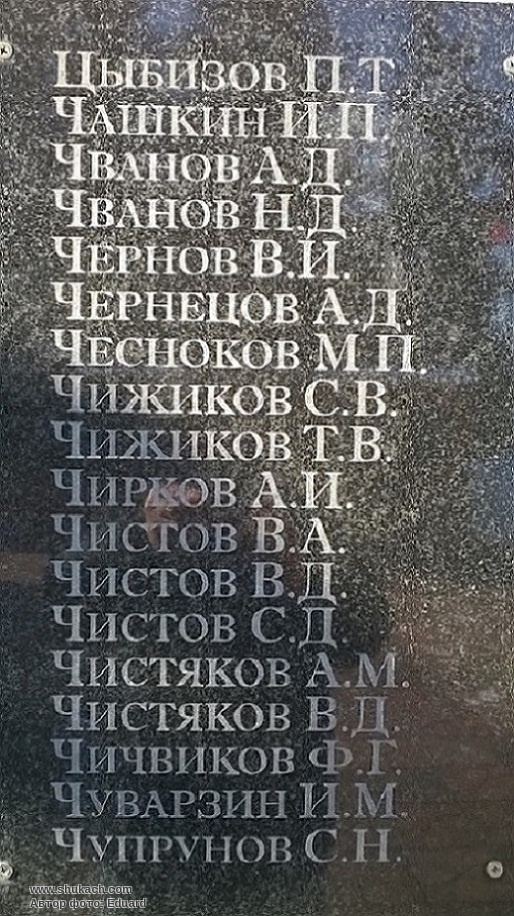 Цыбизов П.Т.
Чашкин И.П.
Чванов А.Д.
Чванов Н.Д.
Чернов В.И.
Чернецов А.Д.
Чесноков М.П.
Чижиков С.В.
Чижиков Т.В.
Чирков А.И.
Чистов В.А.
Чистов В.Д.
Чистов С.Д.
Чистяков А.М.
Чистяков В.Д.
Чичвиков Ф.Г.
Чуварзин И.М.
Чупрунов С.Н.
www.shukach.com
Автор фото: Eduard